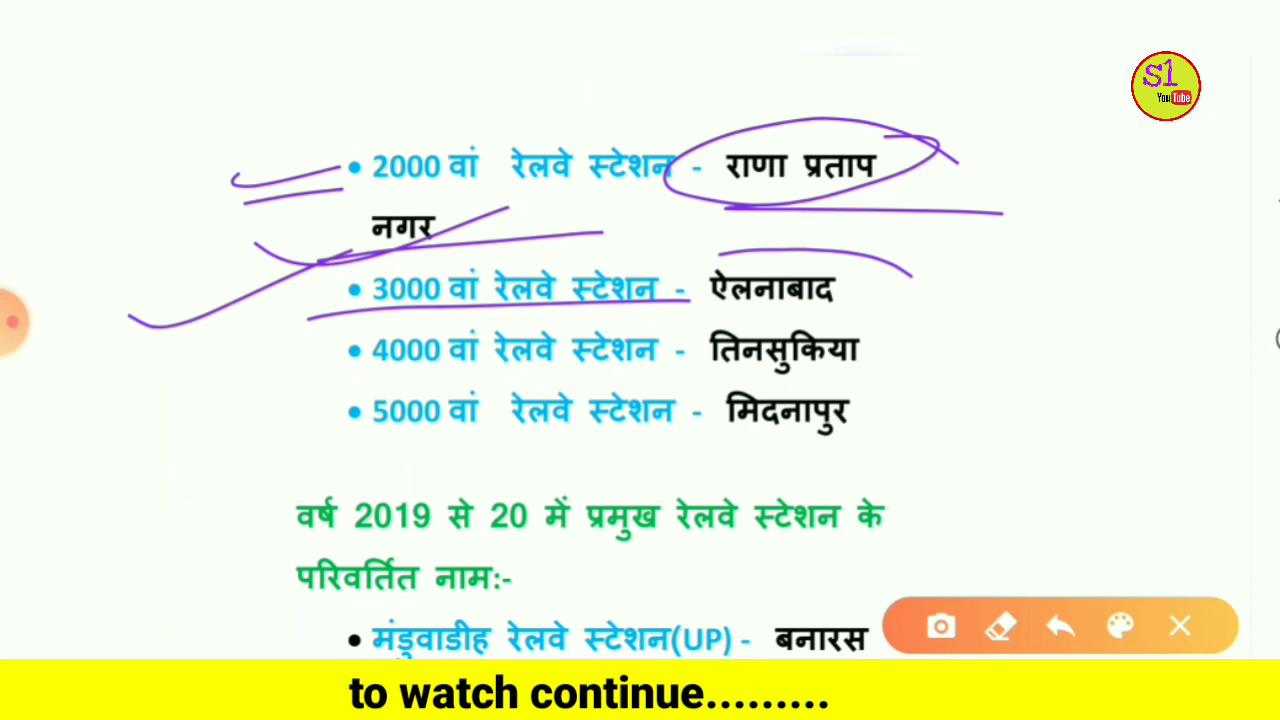 S1
YouTube
• 2000 वां रेलवे स्टेशन - राणा प्रताप
नगर
• 3000 वां रेलवे स्टेशन - ऐलनाबाद
• 4000 वां रेलवे स्टेशन - तिनसुकिया
• 5000 वां रेलवे स्टेशन - मिदनापुर
वर्ष 2019 से 20 में प्रमुख रेलवे स्टेशन के
परिवर्तित नामः-
• मंडुवाडीह रेलवे स्टेशन(UP) - बनारस
to watch continue.........